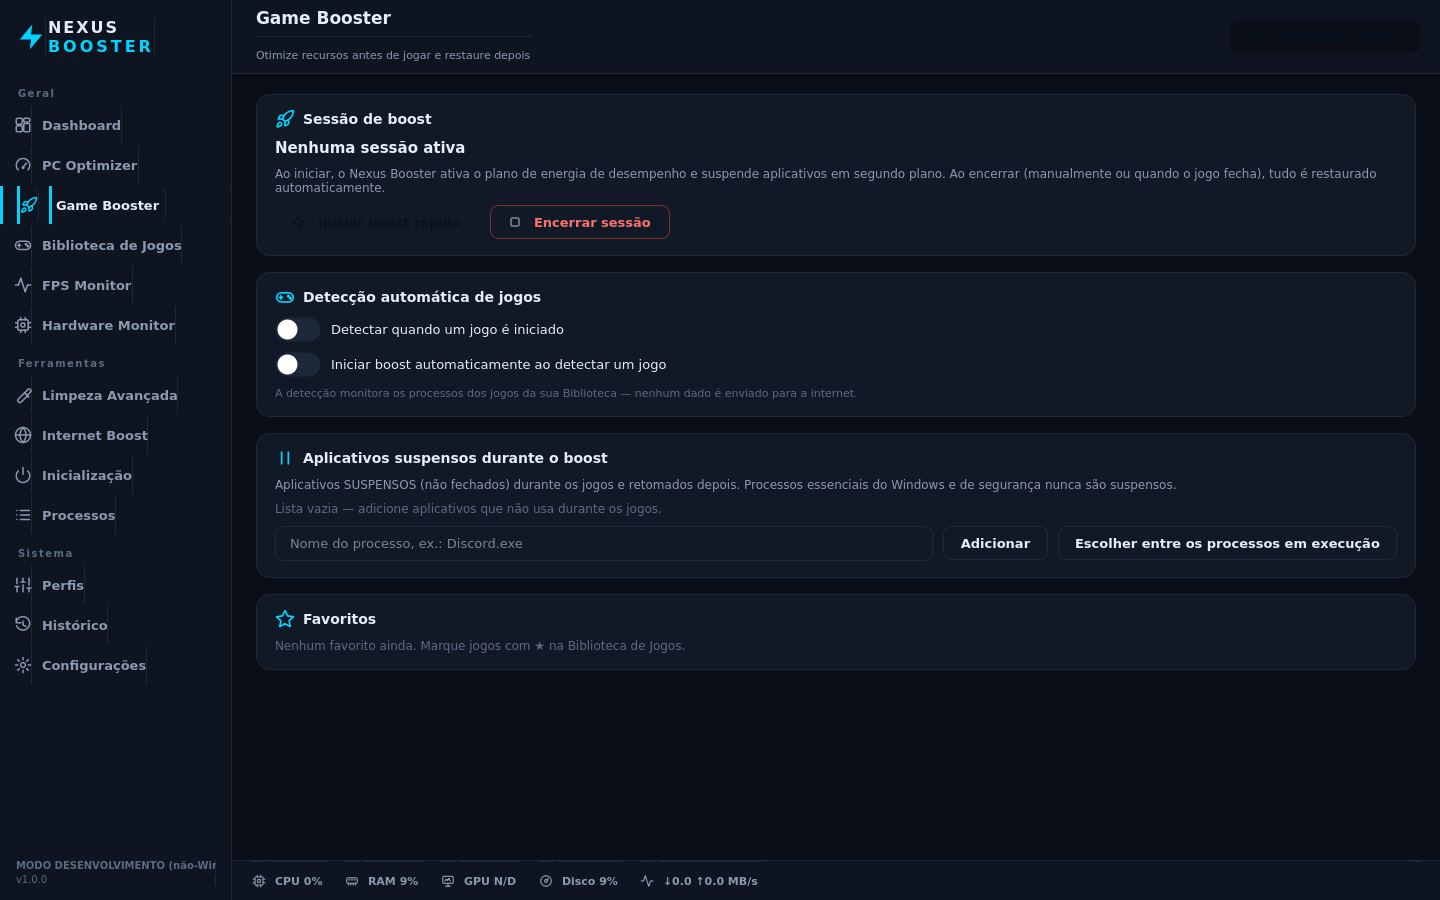 NEXUS
BOOSTER
Geral
Dashboard
PC Optimizer
Game Booster
Biblioteca de Jogos
FPS Monitor
Hardware Monitor
Ferramentas
Limpeza Avançada
Internet Boost
Inicialização
Processos
Sistema
Perfis
Histórico
Configurações
MODO DESENVOLVIMENTO (não-Win
v1.0.0
Game Booster
Otimize recursos antes de jogar e restaure depois
Sessão de boost
Nenhuma sessão ativa
Ao iniciar, o Nexus Booster ativa o plano de energia de desempenho e suspende aplicativos em segundo plano. Ao encerrar (manualmente ou quando o jogo fecha), tudo é restaurado
automaticamente.
Iniciar boost rápido
Encerrar sessão
Detecção automática de jogos
Detectar quando um jogo é iniciado
Iniciar boost automaticamente ao detectar um jogo
A detecção monitora os processos dos jogos da sua Biblioteca — nenhum dado é enviado para a internet.
Aplicativos suspensos durante o boost
Aplicativos SUSPENSOS (não fechados) durante os jogos e retomados depois. Processos essenciais do Windows e de segurança nunca são suspensos.
Lista vazia — adicione aplicativos que não usa durante os jogos.
Nome do processo, ex.: Discord.exe
Adicionar
Escolher entre os processos em execução
Favoritos
Nenhum favorito ainda. Marque jogos com ★ na Biblioteca de Jogos.
CPU 0%
RAM 9%
GPU N/D
Disco 9%
↓0.0 ↑0.0 MB/s